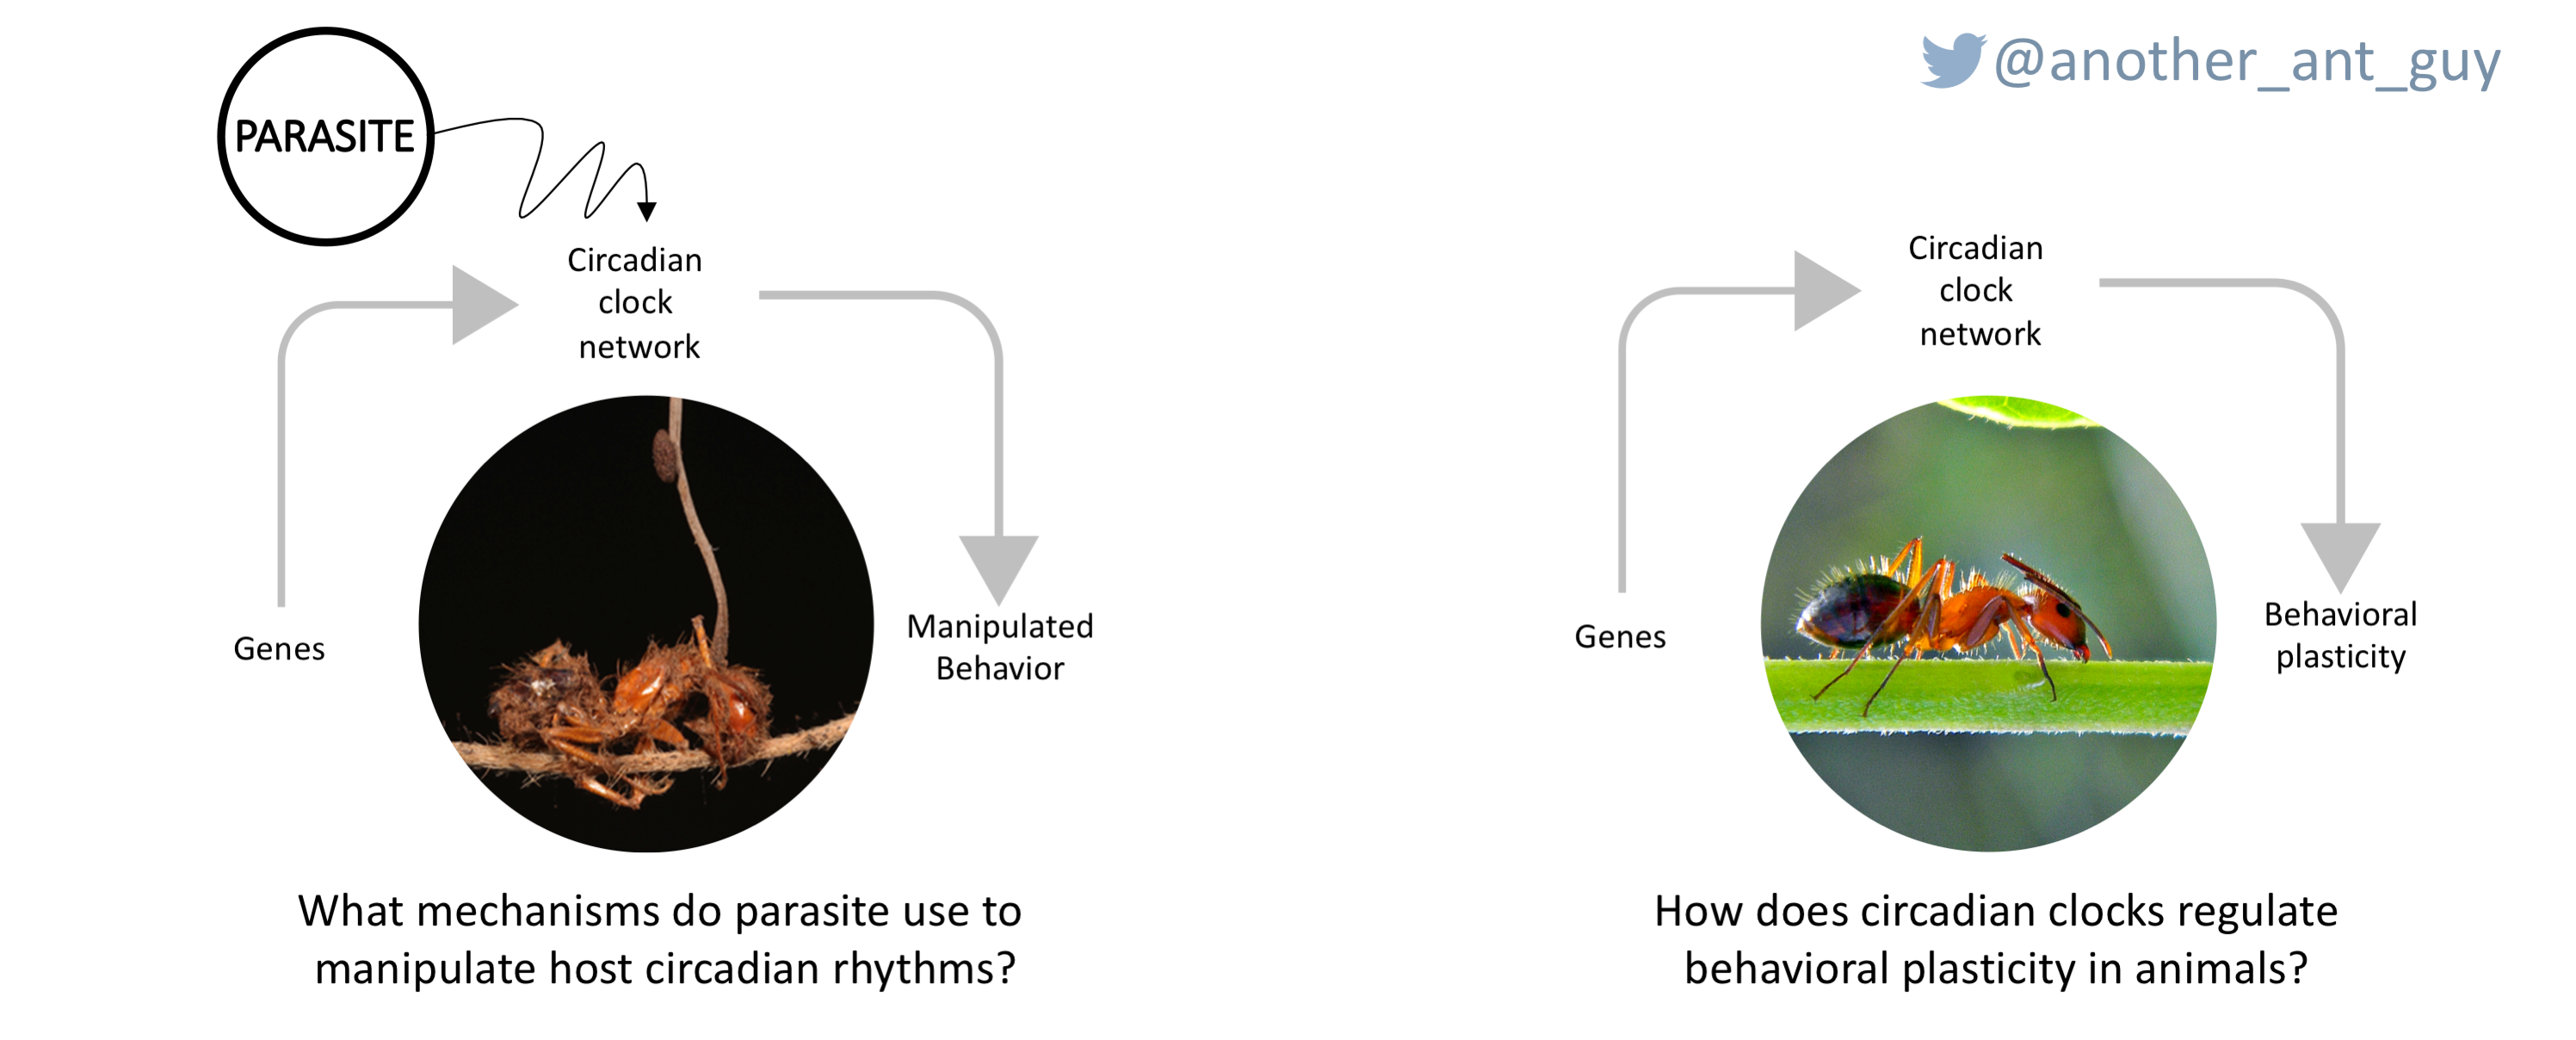 PARASITE
Circadian
clock
network
Genes
Manipulated
Behavior
What mechanisms do parasite use to
manipulate host circadian rhythms?
@another_ant_guy
Circadian
clock
network
Genes
Behavioral
plasticity
How does circadian clocks regulate
behavioral plasticity in animals?